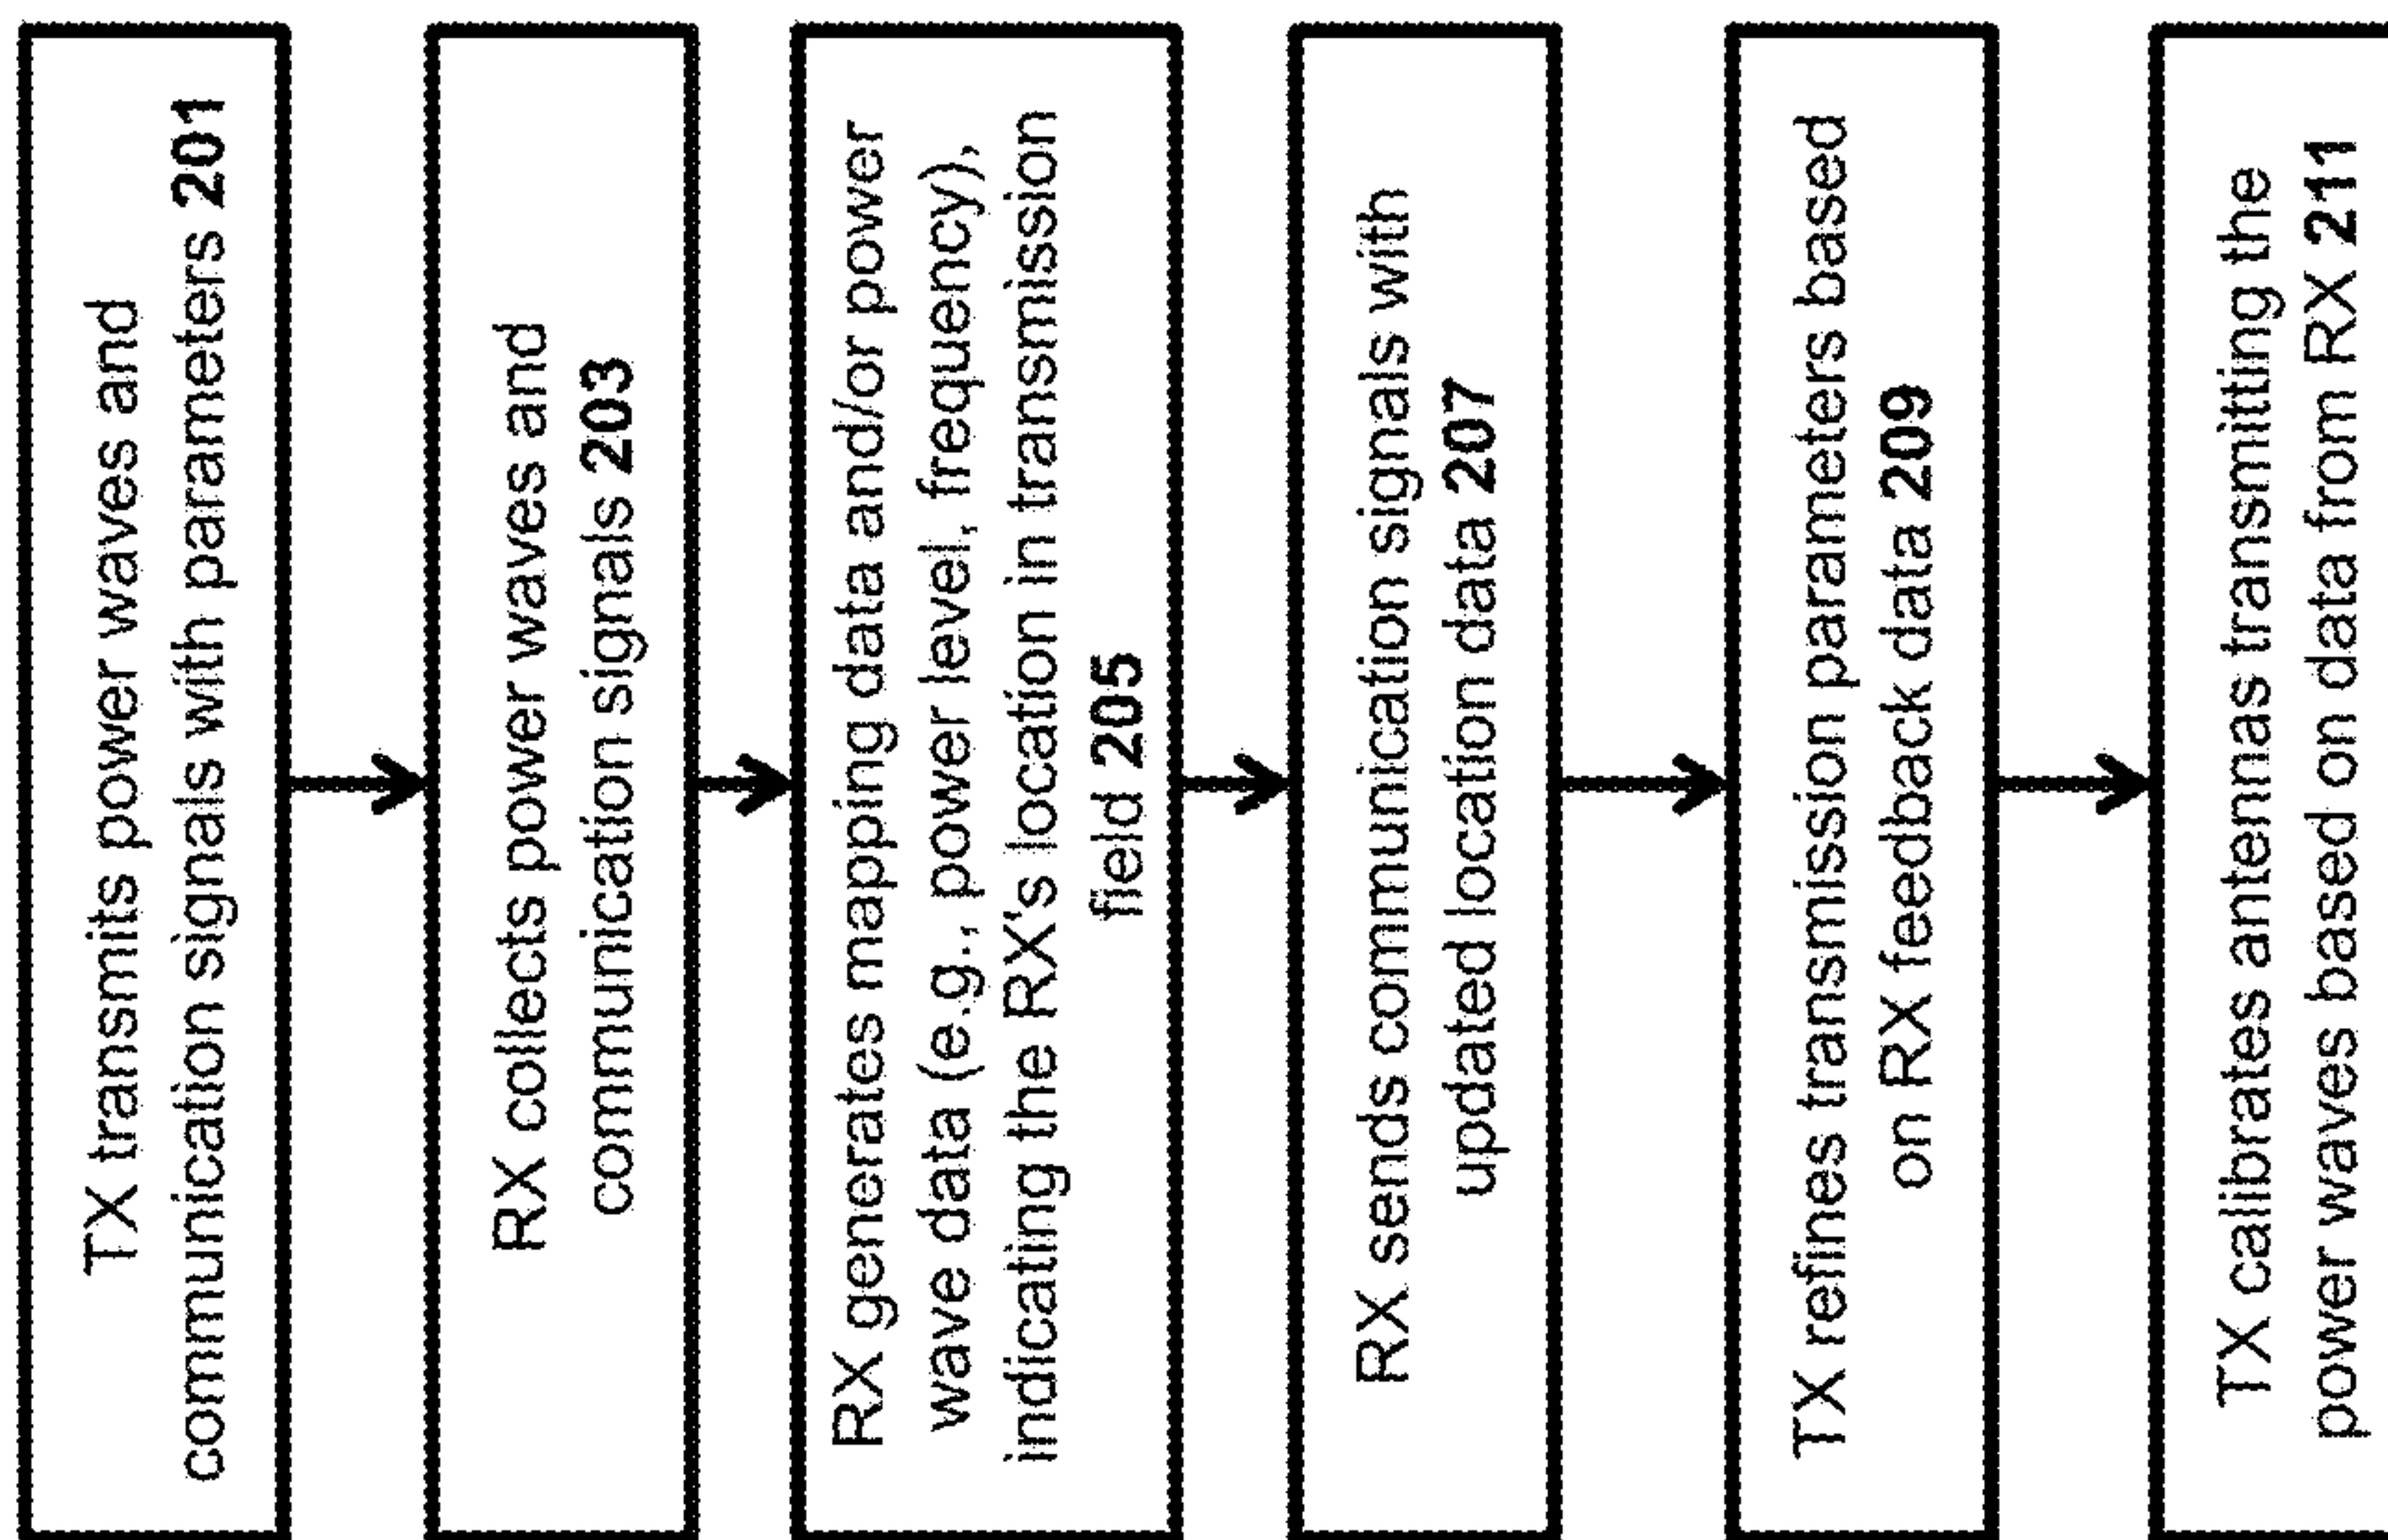 TX transmits power waves and
communication signals with parameters 201
RX collects power waves and
communication signals 203
RX generates mapping data and/or power
wave data (e.g., power level, frequency),
indicating the RX's location in transmission
field 205
RX sends communication signals with
updated location data 207
TX refines transmission parameters based
on RX feedback data 209
TX calibrates antennas transmitting the
power waves based on data from RX 211